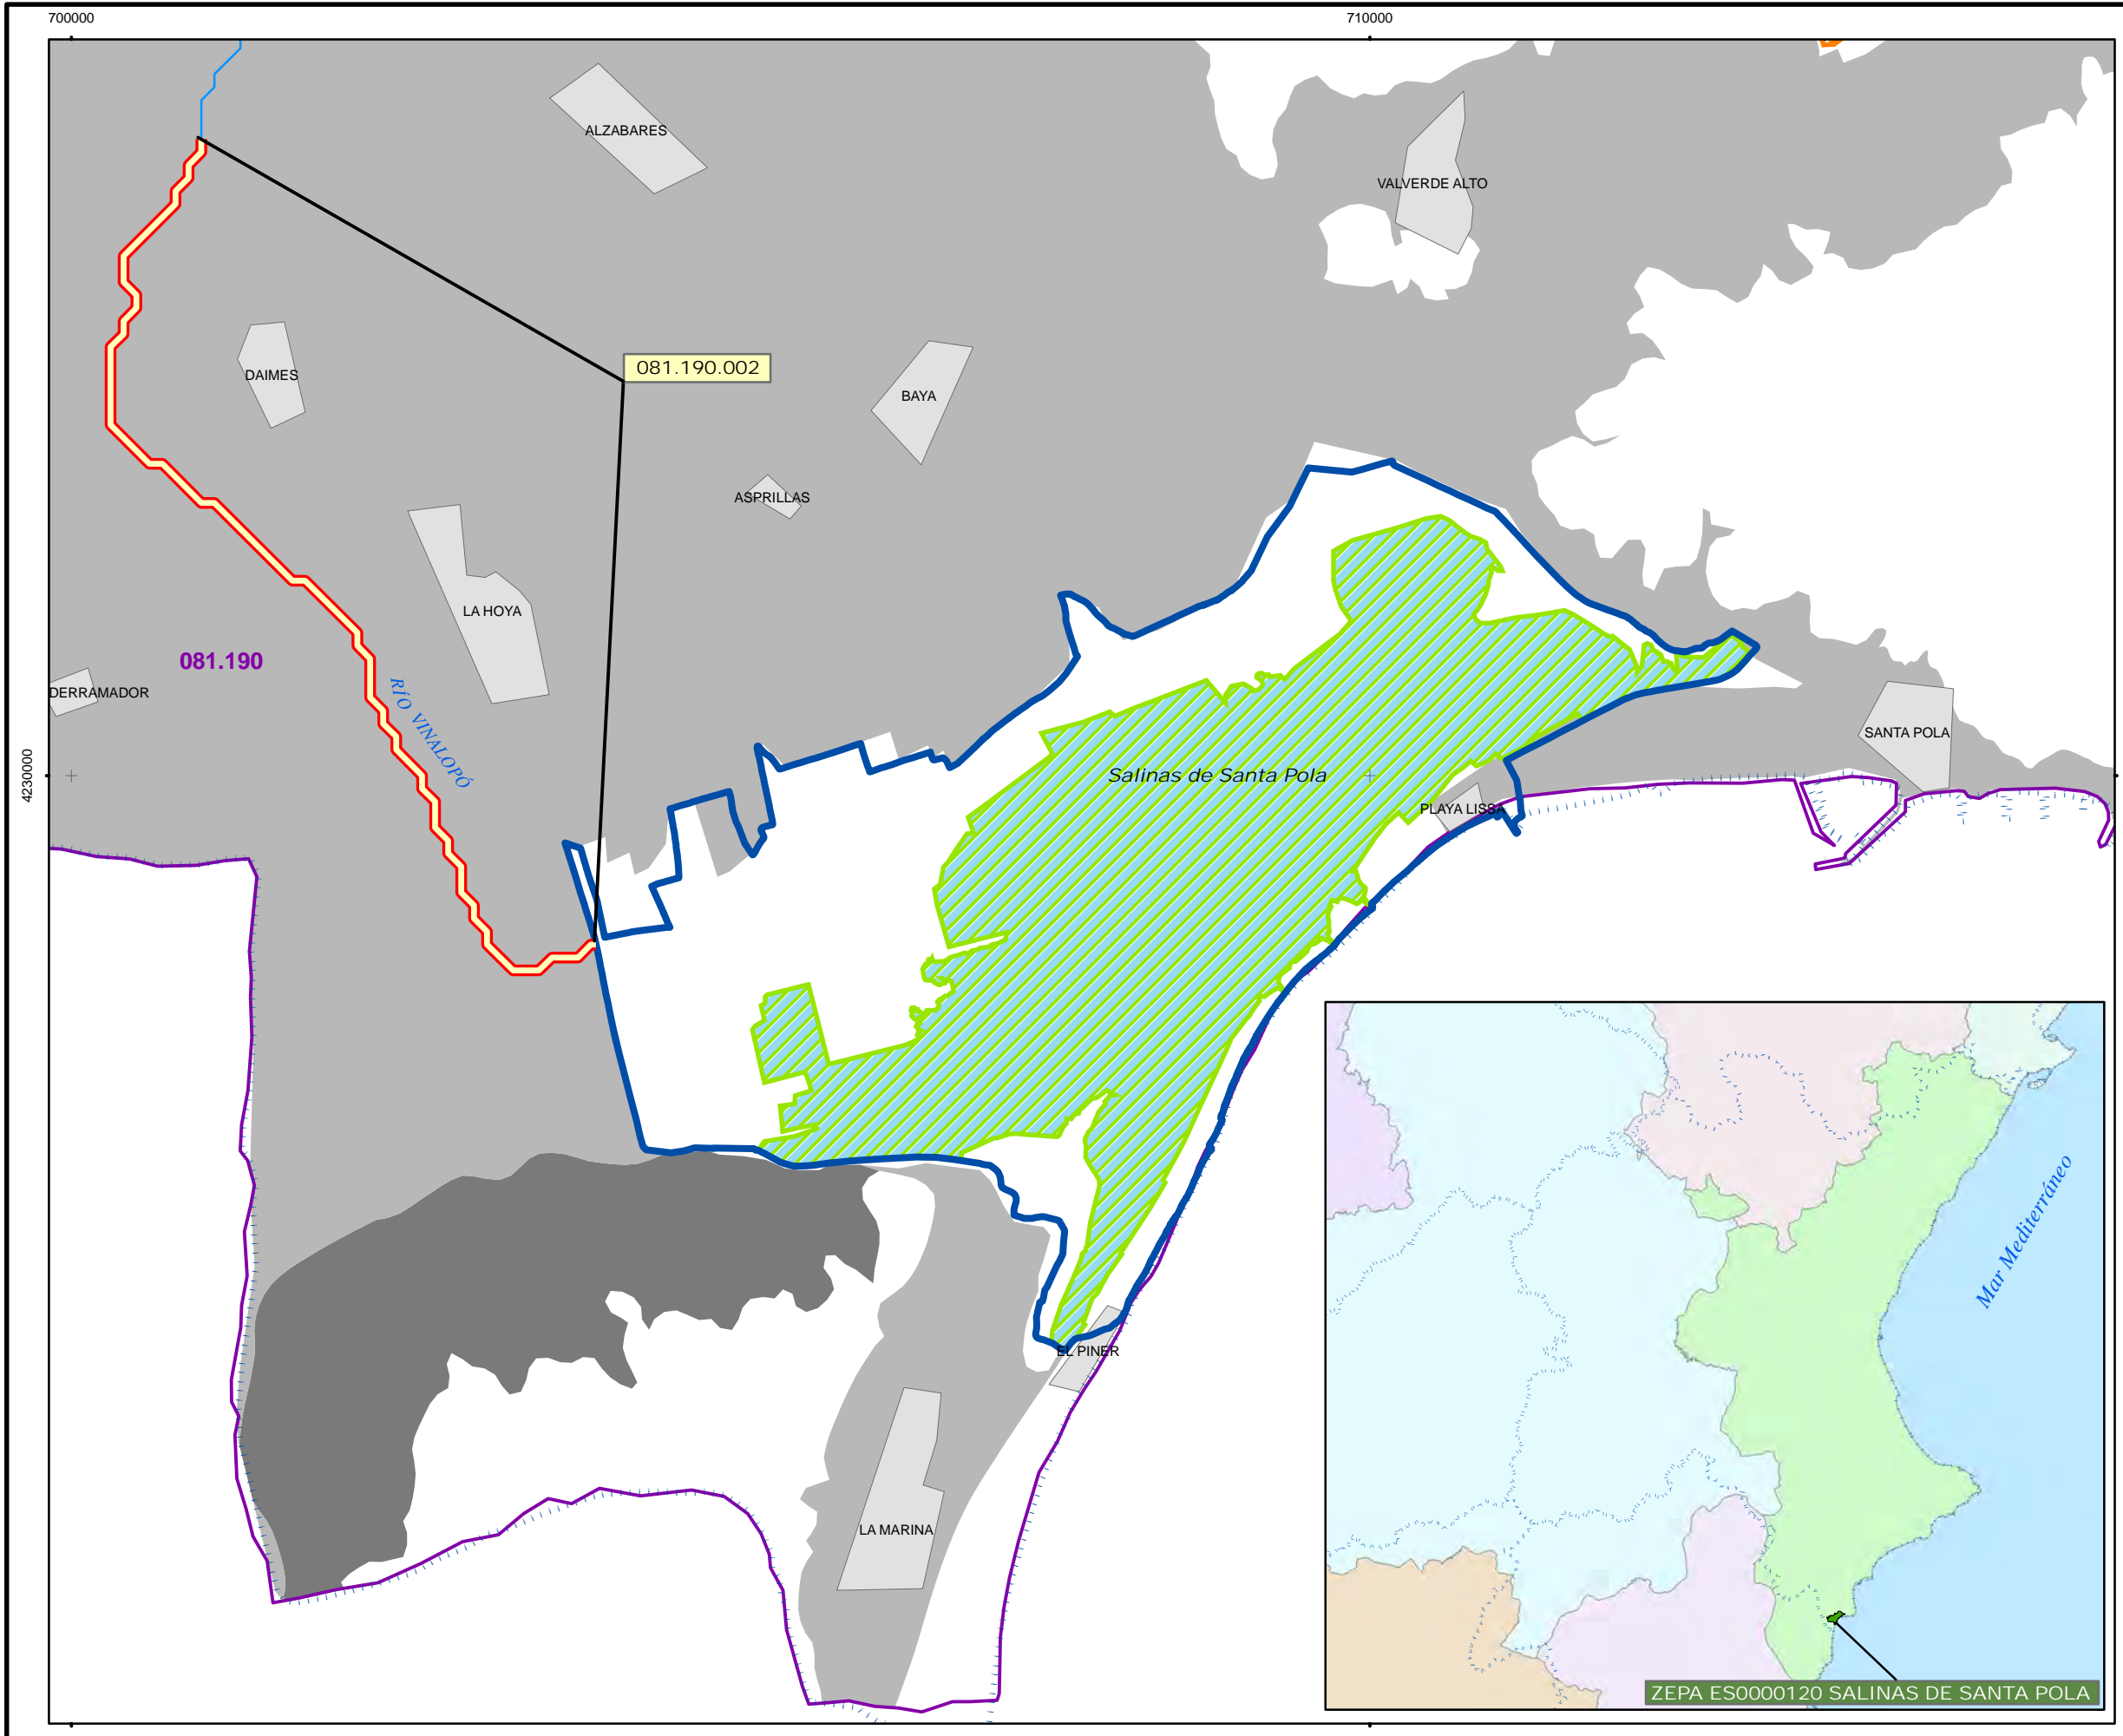 700000
710000
ALZABARES
VALVERDE ALTO
081.190.002
DAIMES
BAYA
ASPRILLAS
LA HOYA
081.190
DERRAMADOR
RÍO VINALOPÓ
SANTA POLA
4230000
Salinas de Santa Pola
PLAYA LISSA
Mar Mediterráneo
EL PINER
LA MARINA
ZEPA ES0000120 SALINAS DE SANTA POLA